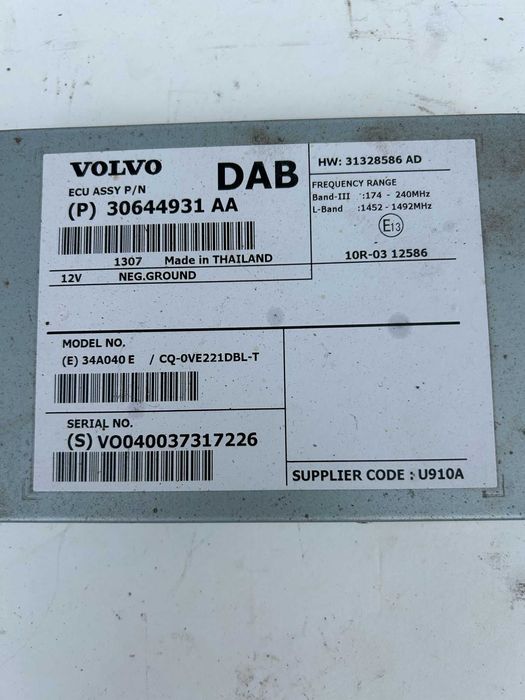 VOLVO DAB
ECU ASSY P/N
(P) 30644931 AA
1307 Made in THAILAND
12V NEG.GROUND
HW: 31328586 AD
FREQUENCY RANGE
Band-III :174 - 240MHz
L-Band :1452 - 1492MHz
E13
10R-03 12586
MODEL NO.
(E) 34A040 E / CQ-0VE221DBL-T
SERIAL NO.
(S) VO040037317226
SUPPLIER CODE : U910A